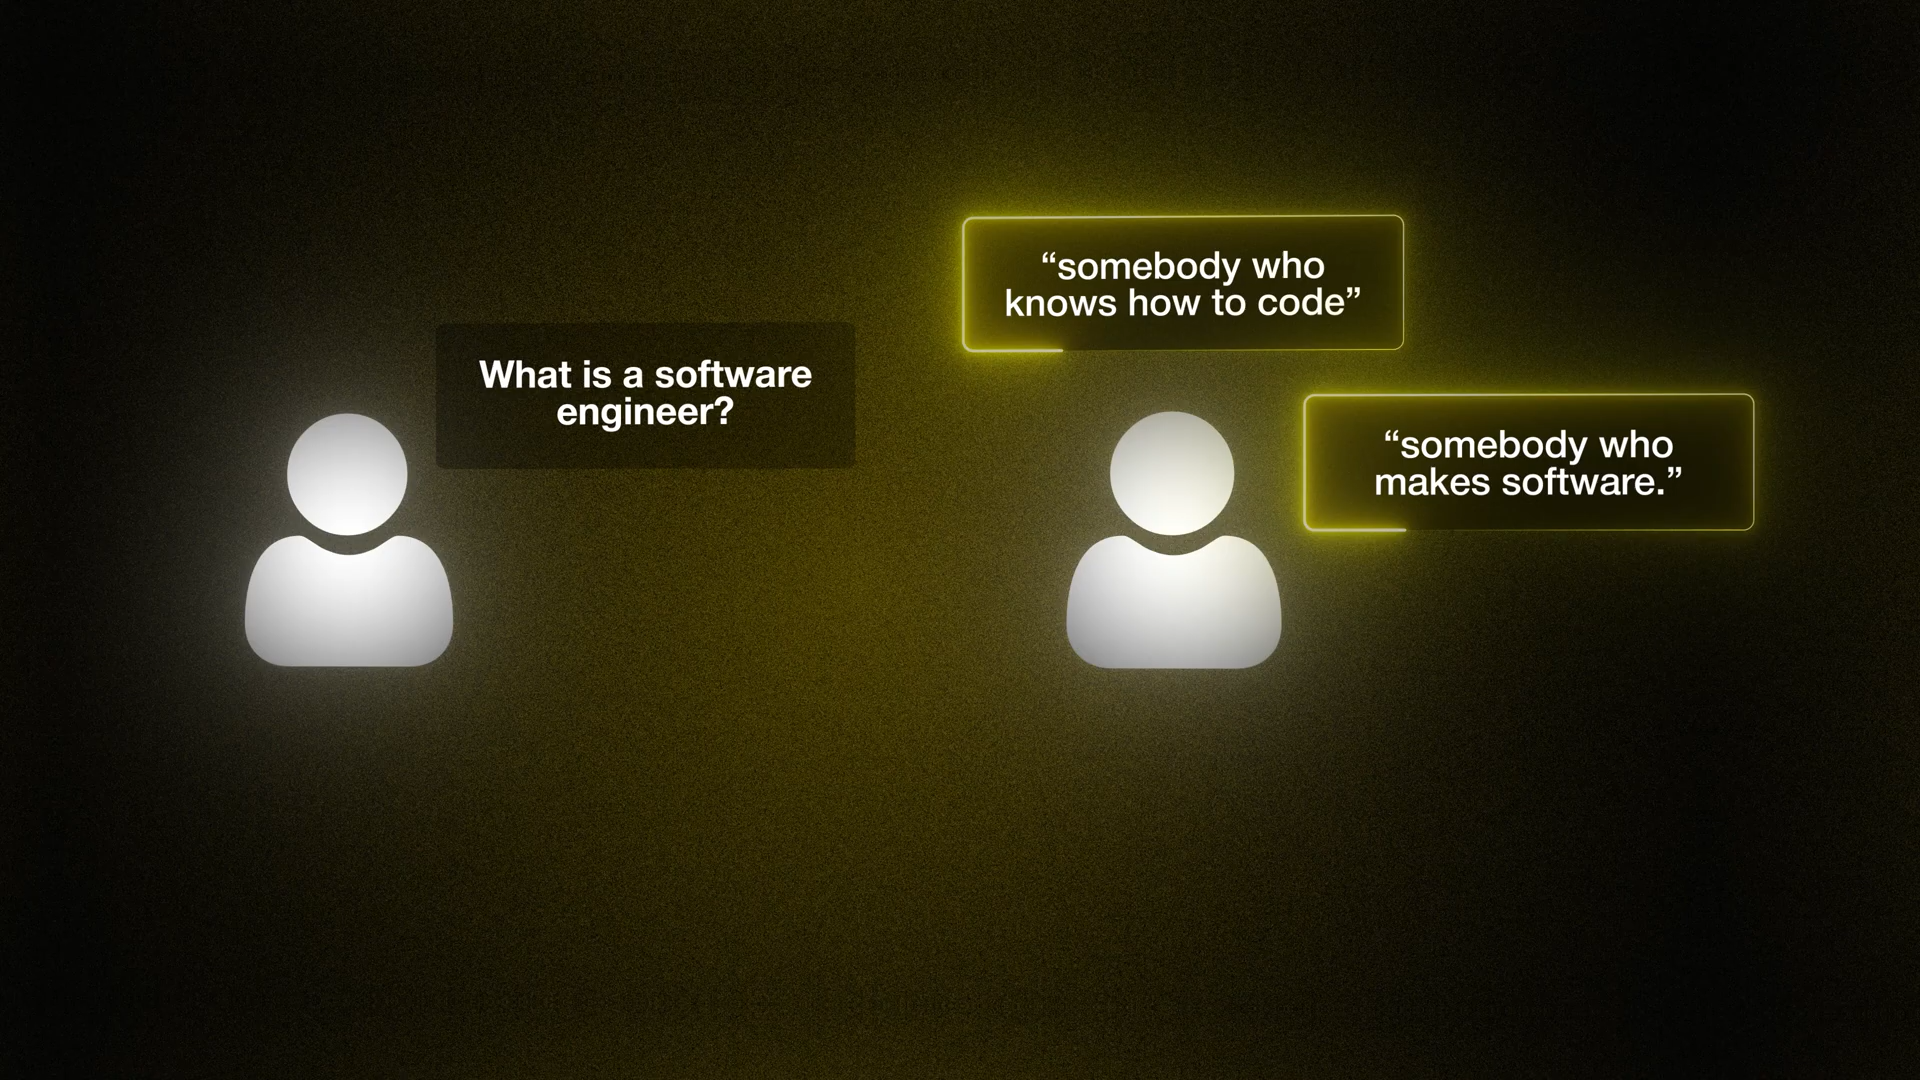 What is a software
engineer?
“somebody who
knows how to code”
“somebody who
makes software.”